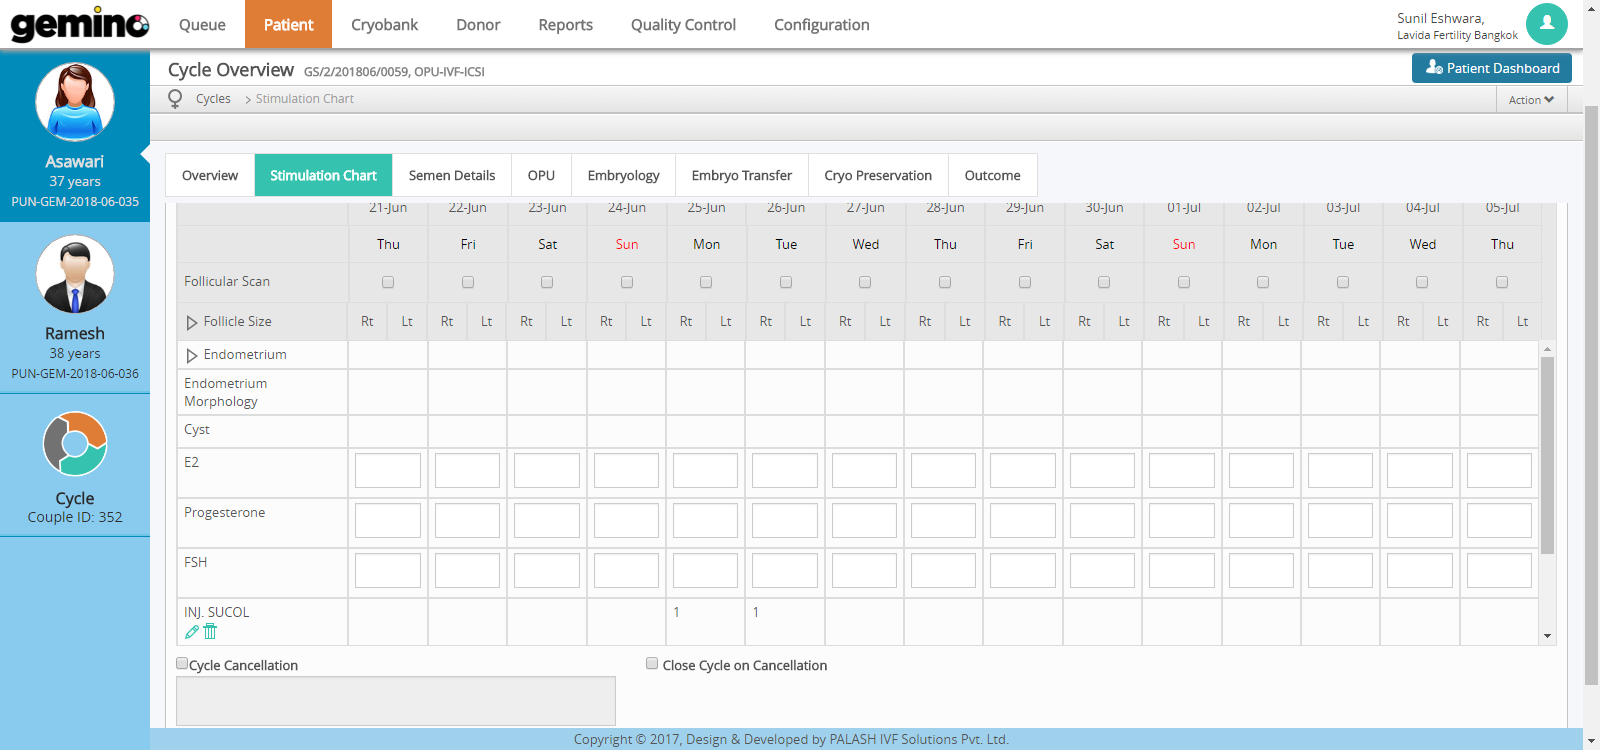 gemino Queue Patient Cryobank Donor Reports Quality Control Configuration
Sunil Eshwara,
Lavida Fertility Bangkok
Asawari
37 years
PUN-GEM-2018-06-035
Ramesh
38 years
PUN-GEM-2018-06-036
Cycle
Couple ID: 352
Cycle Overview GS/2/201806/0059, OPU-IVF-ICSI Patient Dashboard
Cycles > Stimulation Chart Action
Overview Stimulation Chart Semen Details OPU Embryology Embryo Transfer Cryo Preservation Outcome
21-Jun 22-Jun 23-Jun 24-Jun 25-Jun 26-Jun 27-Jun 28-Jun 29-Jun 30-Jun 01-Jul 02-Jul 03-Jul 04-Jul 05-Jul
Thu Fri Sat Sun Mon Tue Wed Thu Fri Sat Sun Mon Tue Wed Thu
Follicular Scan
Follicle Size Rt Lt Rt Lt Rt Lt Rt Lt Rt Lt Rt Lt Rt Lt Rt Lt Rt Lt Rt Lt Rt Lt Rt Lt Rt Lt Rt Lt Rt Lt
Endometrium
Endometrium
Morphology
Cyst
E2
Progesterone
FSH
INJ. SUCOL 1 1
Cycle Cancellation Close Cycle on Cancellation
Copyright © 2017, Design & Developed by PALASH IVF Solutions Pvt. Ltd.